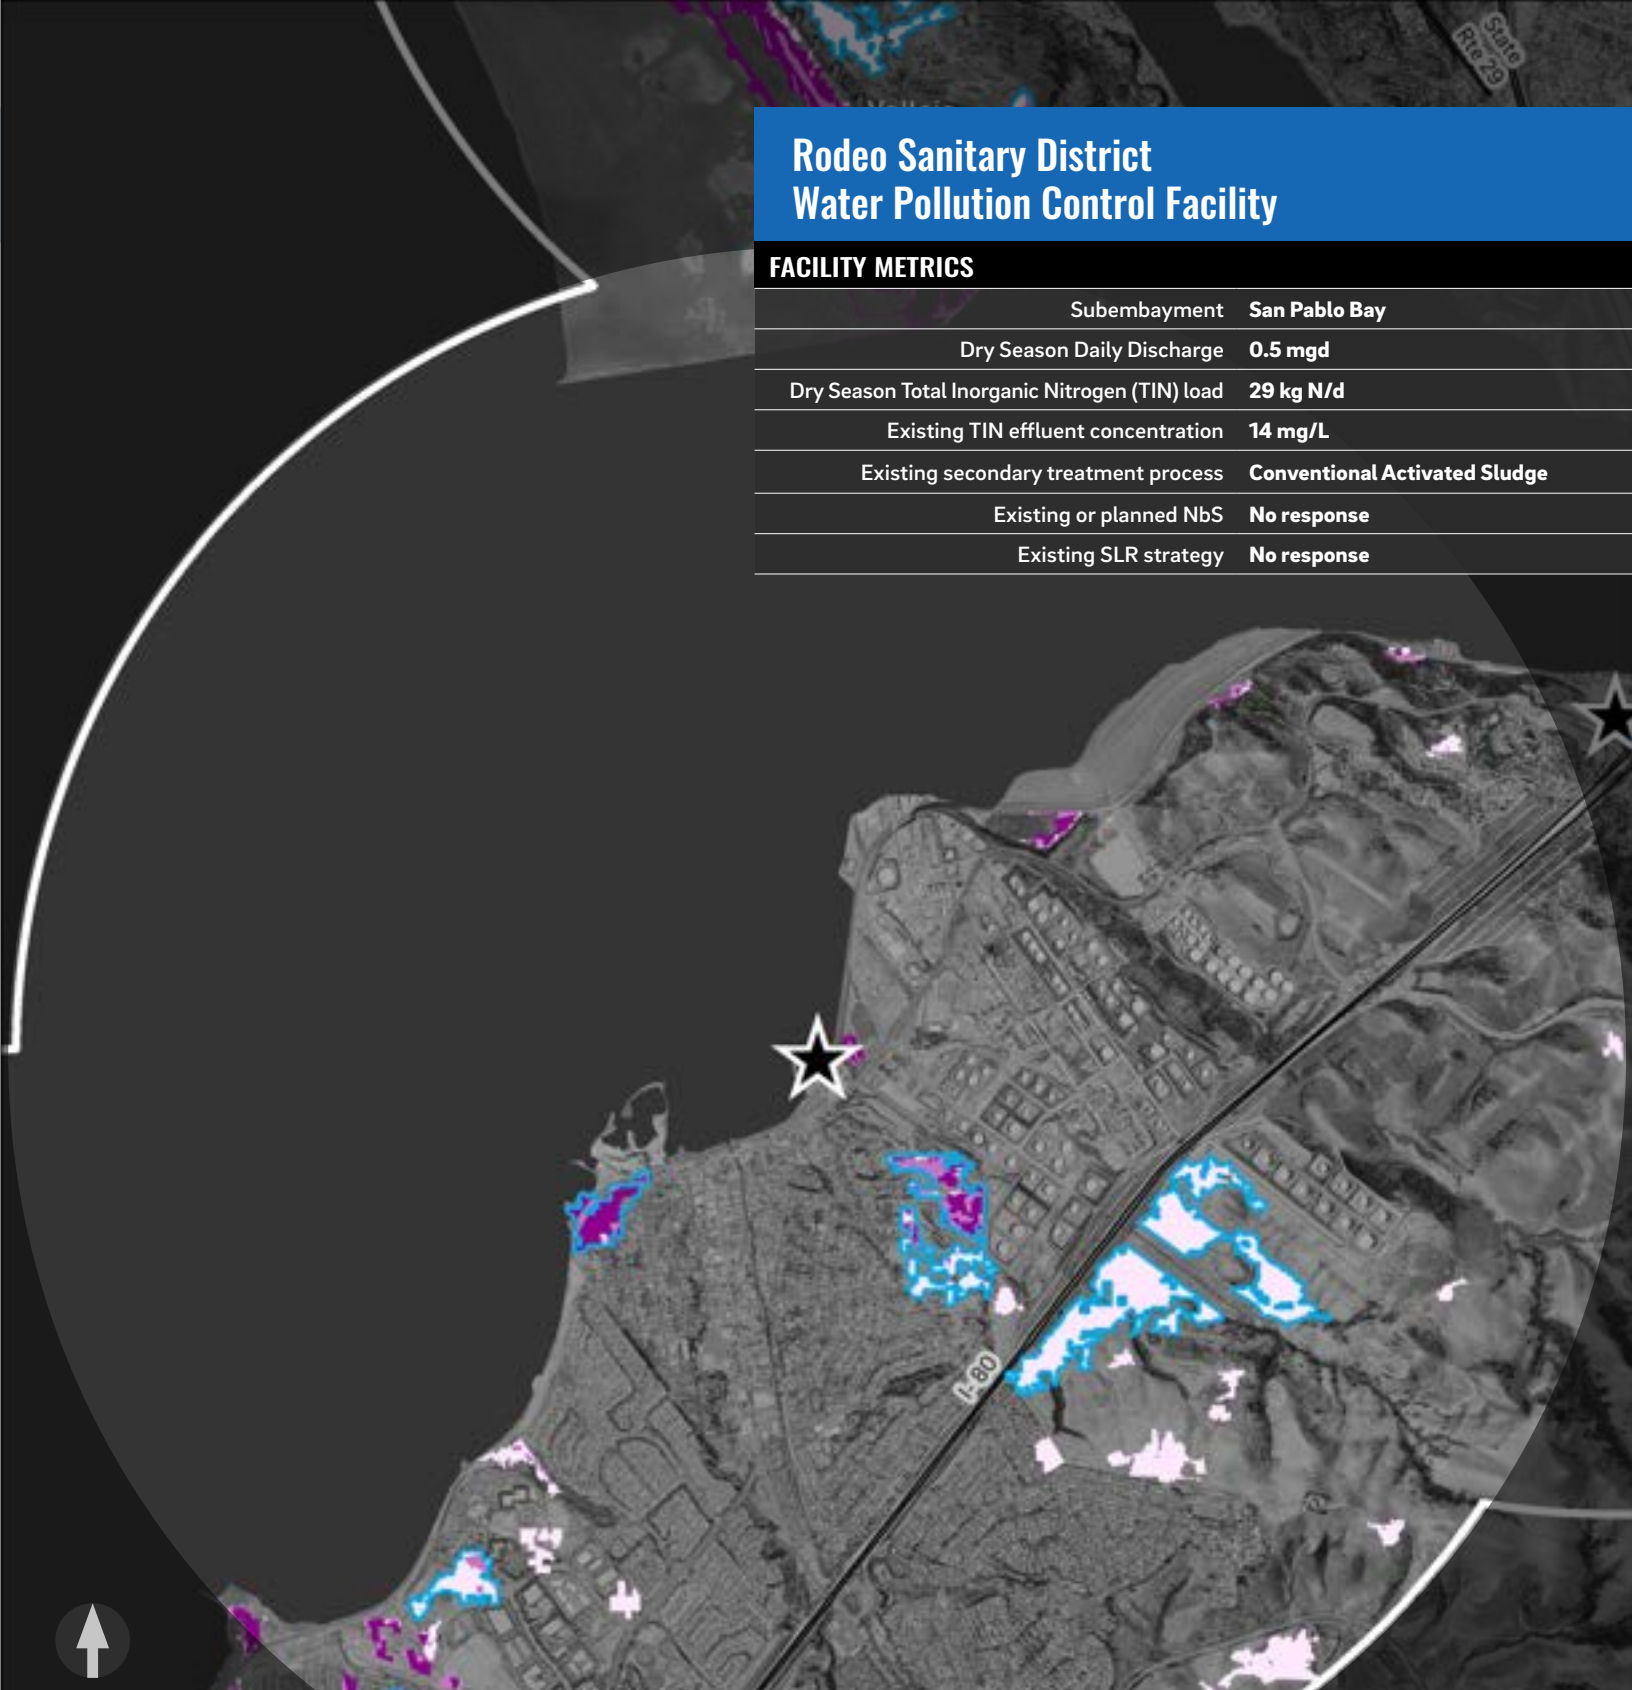 State
Rte 29
Rodeo Sanitary District
Water Pollution Control Facility
FACILITY METRICS
Subembayment San Pablo Bay
Dry Season Daily Discharge 0.5 mgd
Dry Season Total Inorganic Nitrogen (TIN) load 29 kg N/d
Existing TIN effluent concentration 14 mg/L
Existing secondary treatment process Conventional Activated Sludge
Existing or planned NbS No response
Existing SLR strategy No response
I-80